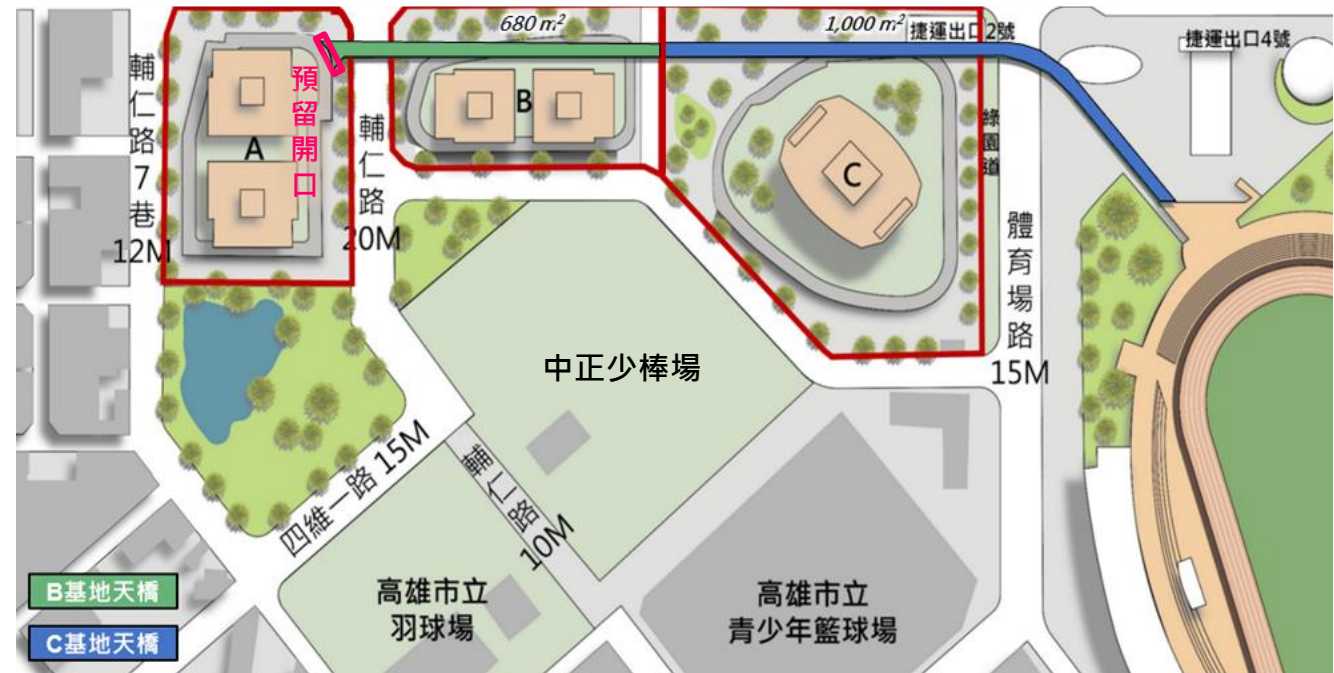 680 m²
1,000 m²
捷運出口2號
捷運出口4號
輔仁路7巷
12M
預留開口
A
輔仁路
20M
B
C
綠園道
體育場路
15M
中正少棒場
四維一路 15M
輔仁路
10M
高雄市立
羽球場
高雄市立
青少年籃球場
B基地天橋
C基地天橋